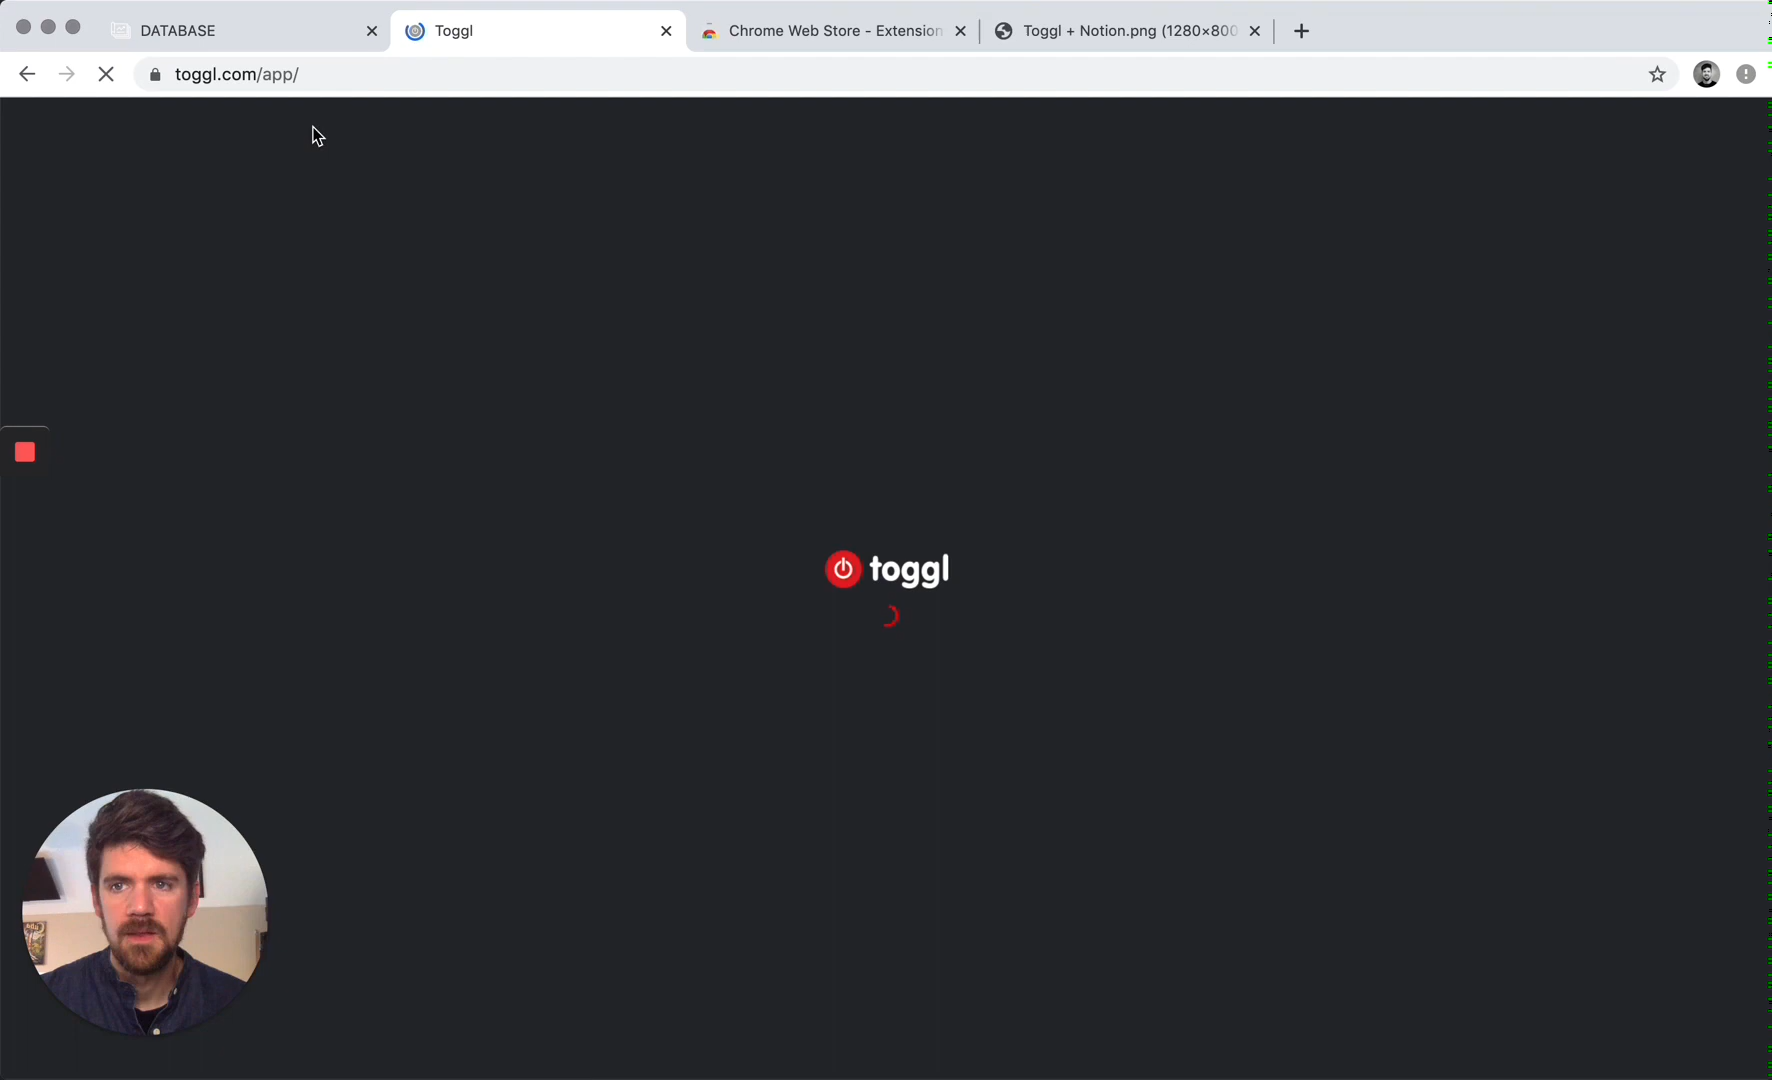 DATABASE
Toggl
Chrome Web Store - Extension
Toggl + Notion.png (1280×800
toggl.com/app/
toggl